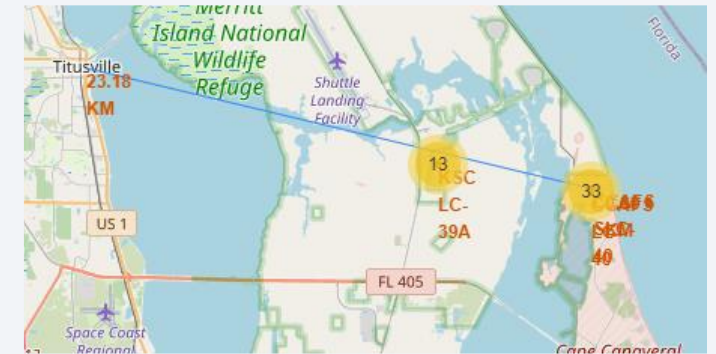 Merritt
Island National
Wildlife
Refuge
Florida
Titusville
23.18
KM
Shuttle
Landing
Facility
13
KSC
LC-
39A
33
40
US 1
FL 405
Space Coast
Regional
Cape Canaveral